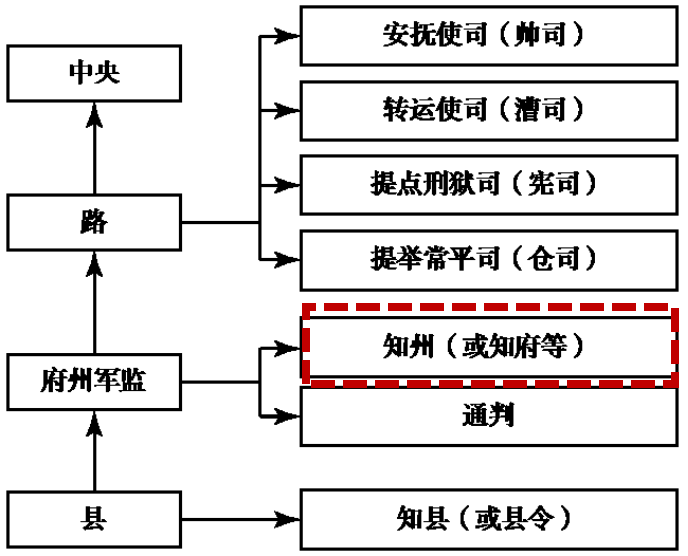 中央
路
府州军监
县
安抚使司（帅司）
转运使司（漕司）
提点刑狱司（宪司）
提举常平司（仓司）
知州（或知府等）
通判
知县（或县令）